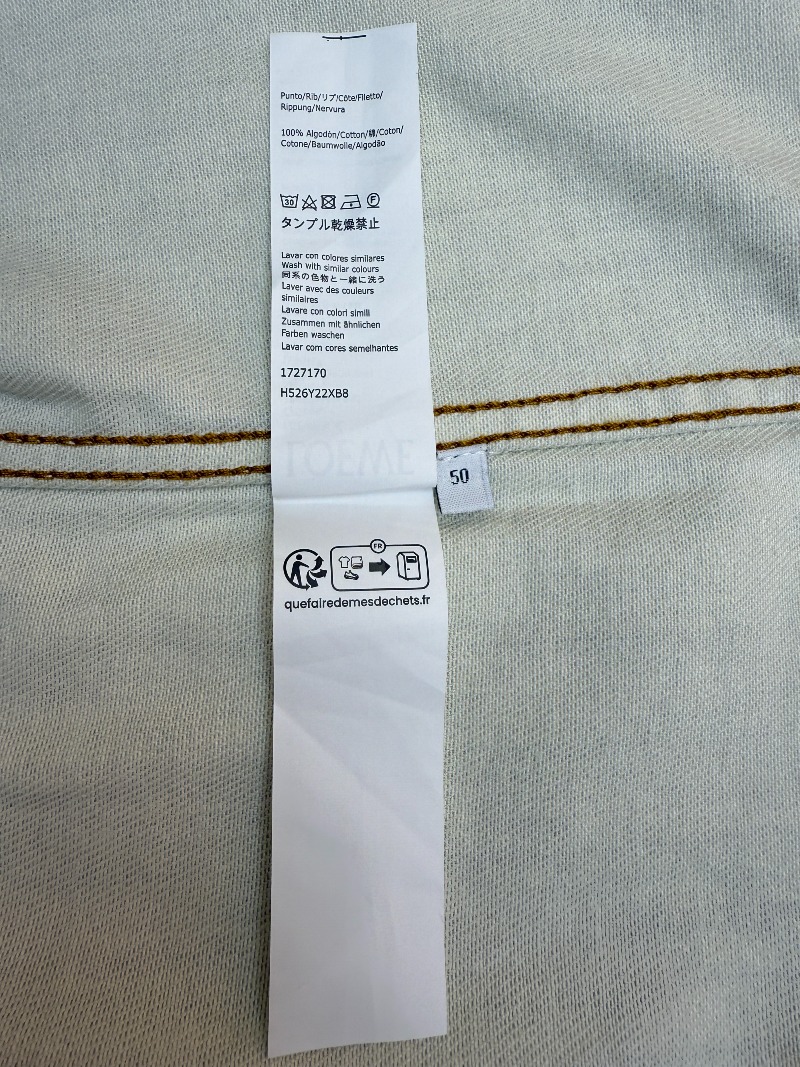 Punto/Rib/リブ/Côte/Filetto/
Rippung/Nervura
100% Algodón/Cotton/綿/Coton/
Cotone/Baumwolle/Algodão
30
F
タンブル乾燥禁止
Lavar con colores similares
Wash with similar colours
同系の色物と一緒に洗う
Laver avec des couleurs
similaires
Lavare con colori simili
Zusammen mit ähnlichen
Farben waschen
Lavar com cores semelhantes
1727170
H526Y22XB8
LOEWE
50
FR
quefairedemesdechets.fr